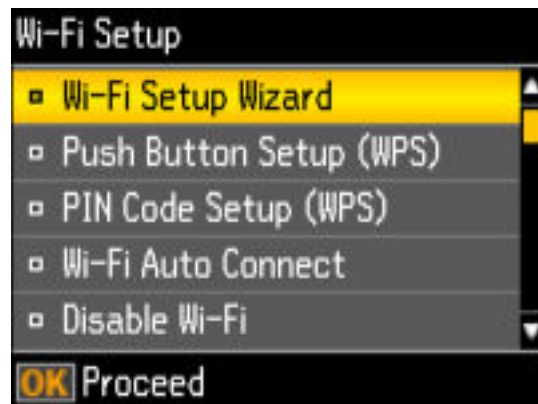 Wi-Fi Setup
Wi-Fi Setup Wizard
Push Button Setup (WPS)
PIN Code Setup (WPS)
Wi-Fi Auto Connect
Disable Wi-Fi
OK Proceed